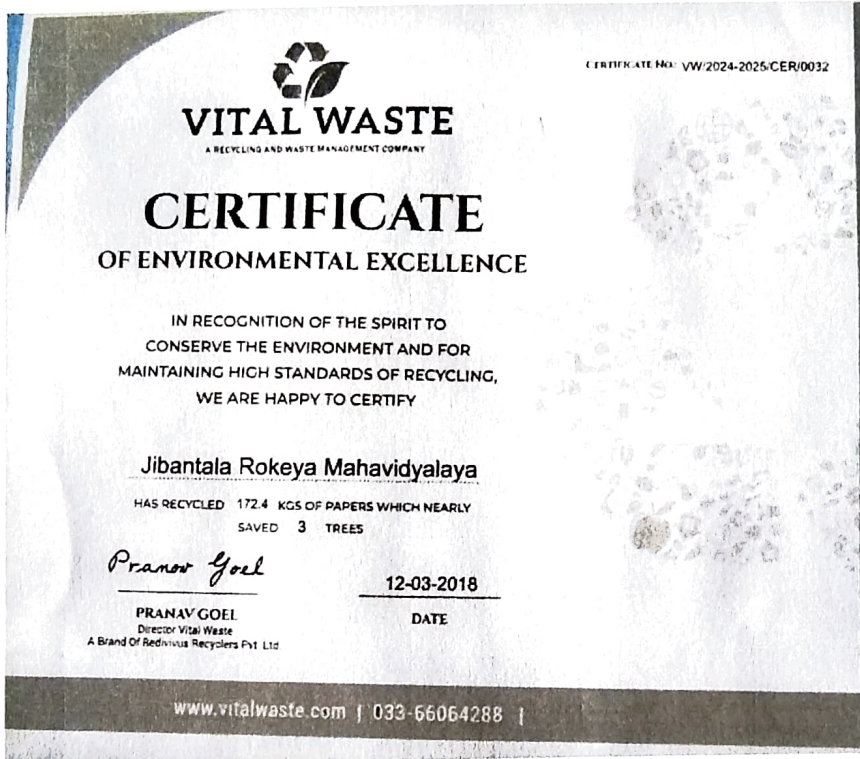 CERTIFICATE NO: VW/2024-2025/CER/0032
VITAL WASTE
A RECYCLING AND WASTE MANAGEMENT COMPANY
CERTIFICATE
OF ENVIRONMENTAL EXCELLENCE
IN RECOGNITION OF THE SPIRIT TO
CONSERVE THE ENVIRONMENT AND FOR
MAINTAINING HIGH STANDARDS OF RECYCLING,
WE ARE HAPPY TO CERTIFY
Jibantala Rokeya Mahavidyalaya
HAS RECYCLED 172.4 KGS OF PAPERS WHICH NEARLY
SAVED 3 TREES
Pranav Goel
12-03-2018
PRANAV GOEL
DATE
Director Vital Waste
A Brand Of Redivivus Recyclers Pvt Ltd
www.vitalwaste.com | 033-66064288 |